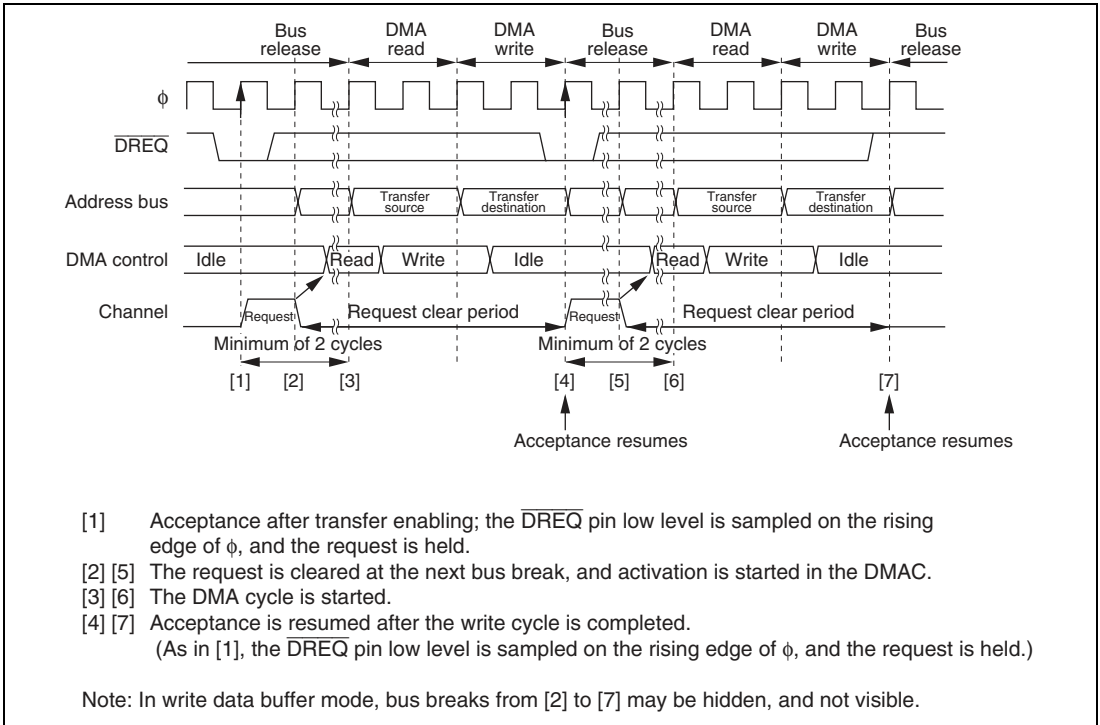 Bus release DMA read DMA write Bus release DMA read DMA write Bus release
φ
DREQ
Address bus Transfer source Transfer destination Transfer source Transfer destination
DMA control Idle Read Write Idle Read Write Idle
Channel Request Request clear period Request Request clear period
Minimum of 2 cycles Minimum of 2 cycles
[1] [2] [3] [4] [5] [6] [7]
Acceptance resumes Acceptance resumes
[1] Acceptance after transfer enabling; the DREQ pin low level is sampled on the rising
edge of φ, and the request is held.
[2] [5] The request is cleared at the next bus break, and activation is started in the DMAC.
[3] [6] The DMA cycle is started.
[4] [7] Acceptance is resumed after the write cycle is completed.
(As in [1], the DREQ pin low level is sampled on the rising edge of φ, and the request is held.)
Note: In write data buffer mode, bus breaks from [2] to [7] may be hidden, and not visible.